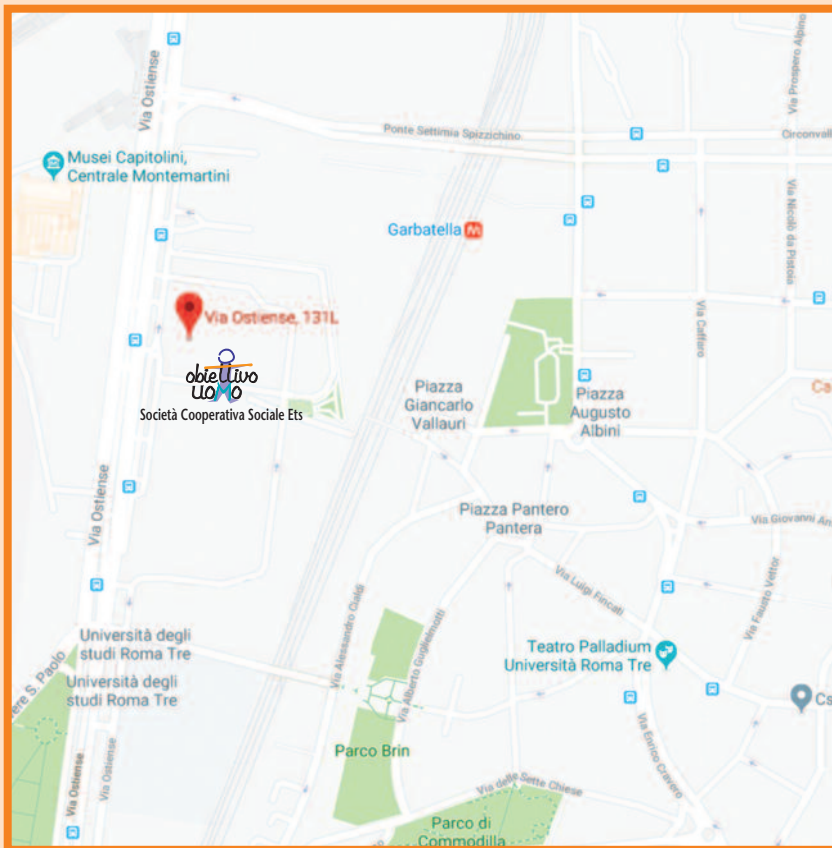 Via Ostiense
Via Prospero Alpino
Ponte Settimia Spizzichino
Circonvall
Musei Capitolini,
Centrale Montemartini
Via Nicolò da Pistoia
Garbatella
M
Via Ostiense, 131L
Via Caffaro
obiettivo
uomo
Società Cooperativa Sociale Ets
Piazza
Giancarlo
Vallauri
Piazza
Augusto
Albini
Ca
Via Ostiense
Piazza Pantero
Pantera
Via Giovanni An
Via Luigi Fincati
Via Fausto Vettor
Via Alessandro Cialdi
Via Alberto Guglielmotti
Università degli
studi Roma Tre
Università degli
studi Roma Tre
ere S. Paolo
Teatro Palladium
Università Roma Tre
Cs
Via Enrico Cravero
Parco Brin
Via Ostiense
Via Ostiense
Via delle Sette Chiese
Parco di
Commodilla